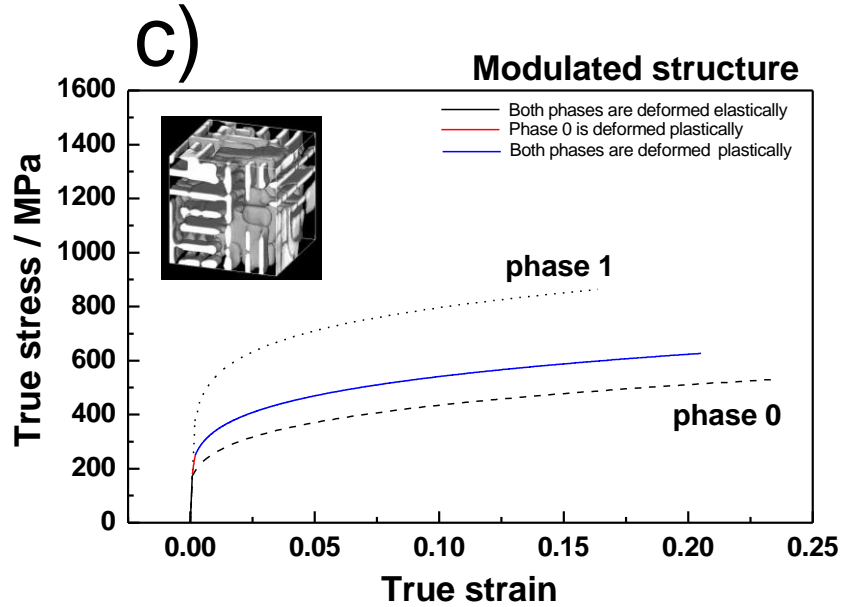 c)
Modulated structure
Both phases are deformed elastically
Phase 0 is deformed plastically
Both phases are deformed plastically
phase 1
phase 0
1600
1400
1200
1000
800
600
400
200
0
True stress / MPa
0.00
0.05
0.10
0.15
0.20
0.25
True strain